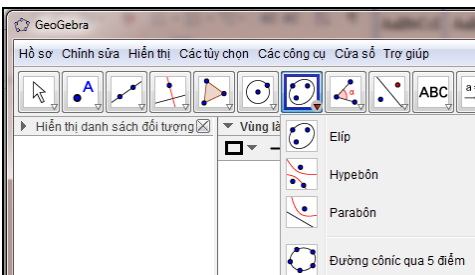 GeoGebra
Hồ sơ Chỉnh sửa Hiển thị Các tùy chọn Các công cụ Cửa sổ Trợ giúp
A α ABC a=
Hiển thị danh sách đối tượng Vùng là
Elíp
Hypebôn
Parabôn
Đường côníc qua 5 điểm